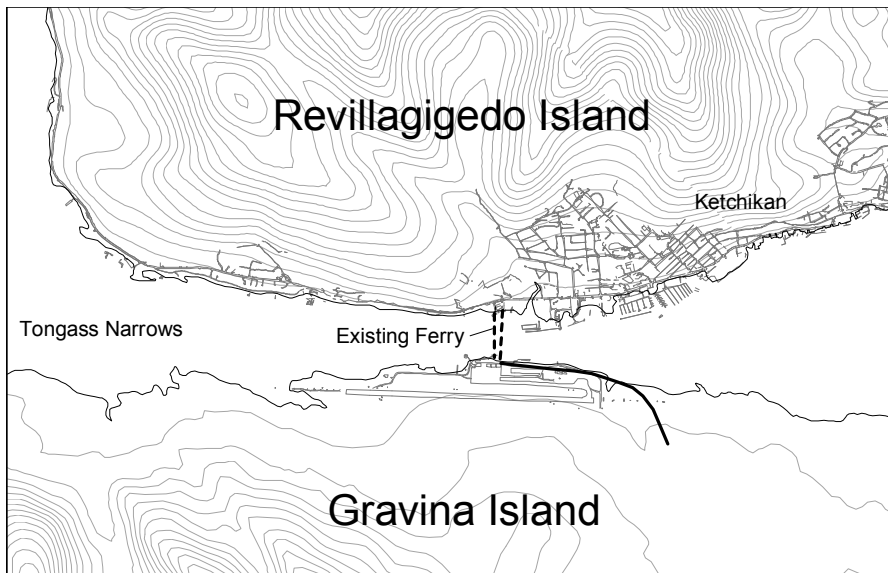 Revillagigedo Island
Ketchikan
Tongass Narrows
Existing Ferry
Gravina Island